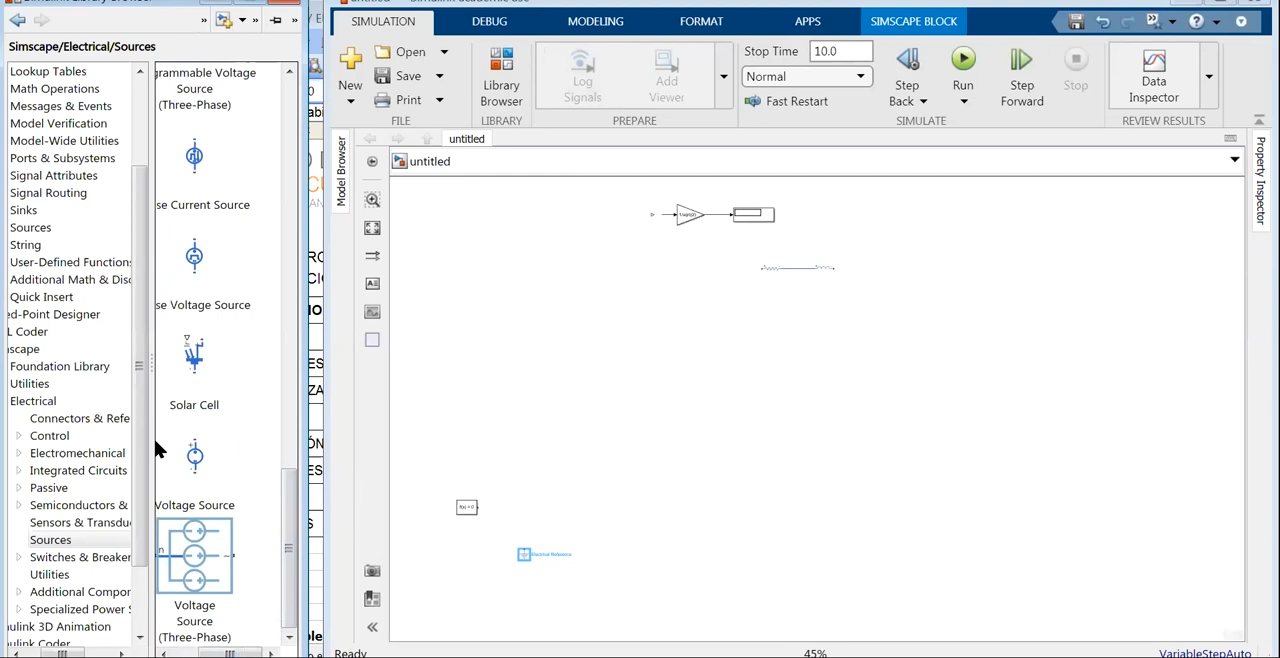 Simscape/Electrical/Sources
Lookup Tables
Math Operations
Messages & Events
Model Verification
Model-Wide Utilities
Ports & Subsystems
Signal Attributes
Signal Routing
Sinks
Sources
String
User-Defined Functions
Additional Math & Disc
Quick Insert
ed-Point Designer
L Coder
nscape
Foundation Library
Utilities
Electrical
Connectors & Refe
Control
Electromechanical
Integrated Circuits
Passive
Semiconductors &
Sensors & Transdu
Sources
Switches & Breaker
Utilities
Additional Compor
Specialized Power S
ulink 3D Animation
ulink Coder
grammable Voltage
Source
(Three-Phase)
se Current Source
se Voltage Source
Solar Cell
Voltage Source
Voltage
Source
(Three-Phase)
SIMULATION
DEBUG
MODELING
FORMAT
APPS
SIMSCAPE BLOCK
New
Open
Save
Print
FILE
Library
Browser
LIBRARY
Log
Signals
Add
Viewer
PREPARE
Stop Time 10.0
Normal
Fast Restart
Step
Back
Run
Step
Forward
Stop
SIMULATE
Data
Inspector
REVIEW RESULTS
untitled
untitled
Model Browser
Property Inspector
f(x) = 0
Electrical Reference
Ready
45%
VariableStepAuto